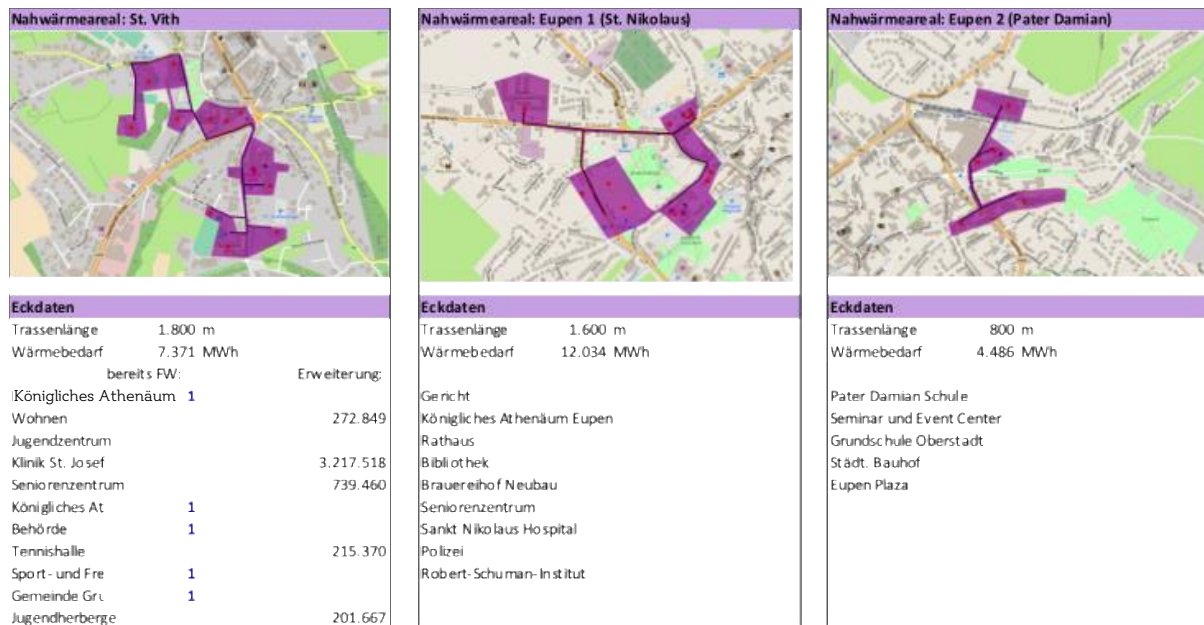 Nahwärmeareal: St. Vith
Eckdaten
Trassenlänge 1.800 m
Wärmebedarf 7.371 MWh
bereits FW: Erweiterung:
Königliches Athenäum 1
Wohnen 272.849
Jugendzentrum
Klinik St. Josef 3.217.518
Seniorenzentrum 739.460
Königliches At 1
Behörde 1
Tennishalle 215.370
Sport- und Fre 1
Gemeinde Gru 1
Jugendherberge 201.667
Nahwärmeareal: Eupen 1 (St. Nikolaus)
Eckdaten
Trassenlänge 1.600 m
Wärmebedarf 12.034 MWh
Gericht
Königliches Athenäum Eupen
Rathaus
Bibliothek
Brauereihof Neubau
Seniorenzentrum
Sankt Nikolaus Hospital
Polizei
Robert-Schuman-Institut
Nahwärmeareal: Eupen 2 (Pater Damian)
Eckdaten
Trassenlänge 800 m
Wärmebedarf 4.486 MWh
Pater Damian Schule
Seminar und Event Center
Grundschule Oberstadt
Städt. Bauhof
Eupen Plaza